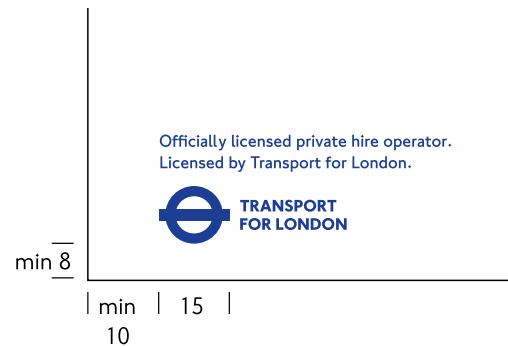 Officially licensed private hire operator.
Licensed by Transport for London.
TRANSPORT
FOR LONDON
min 8
min 15
10